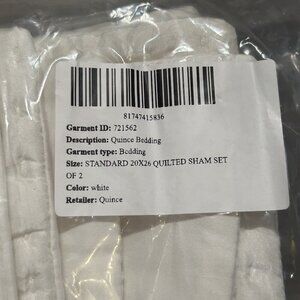 81747415836
Garment ID: 721562
Description: Quince Bedding
Garment type: Bedding
Size: STANDARD 20X26 QUILTED SHAM SET
OF 2
Color: white
Retailer: Quince